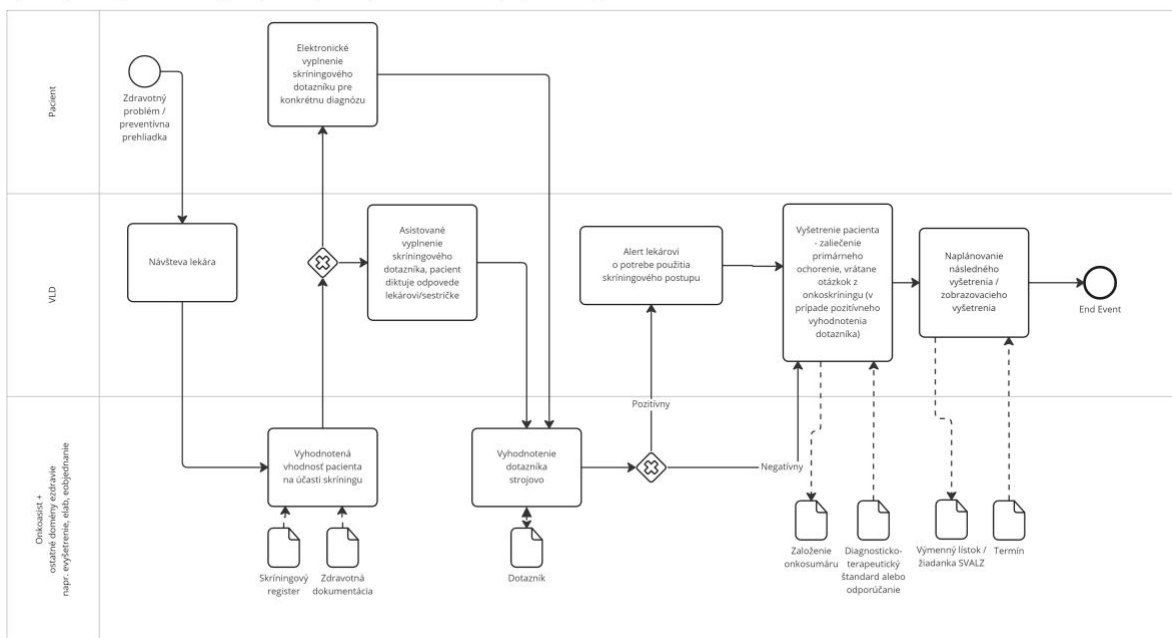 Pacient
Zdravotný
problém /
preventívna
prehliadka
Elektronické
vyplnenie
skríningového
dotazníku pre
konkrétnu diagnózu
VLD
Návšteva lekára
Asistované
vyplnenie
skríningového
dotazníka, pacient
diktuje odpovede
lekárovi/sestričke
Alert lekárovi
o potrebe použitia
skríningového postupu
Vyšetrenie pacienta
- zaliečenie
primárneho
ochorenie, vrátane
otázkok z
onkoskríningu (v
prípade pozitívneho
vyhodnotenia
dotazníka)
Naplánovanie
následného
vyšetrenia /
zobrazovacieho
vyšetrenia
End Event
Onkoasist +
ostatné domény ezdravie
napr. evyšetrenie, elab, eobjednanie
Vyhodnotená
vhodnosť pacienta
na účasti skríningu
Skríningový
register
Zdravotná
dokumentácia
Vyhodnotenie
dotazníka
strojovo
Dotazník
Pozitívny
Negatívny
Založenie
onkosumáru
Diagnosticko-
terapeutický
štandard alebo
odporúčanie
Výmenný lístok /
žiadanka SVALZ
Termín